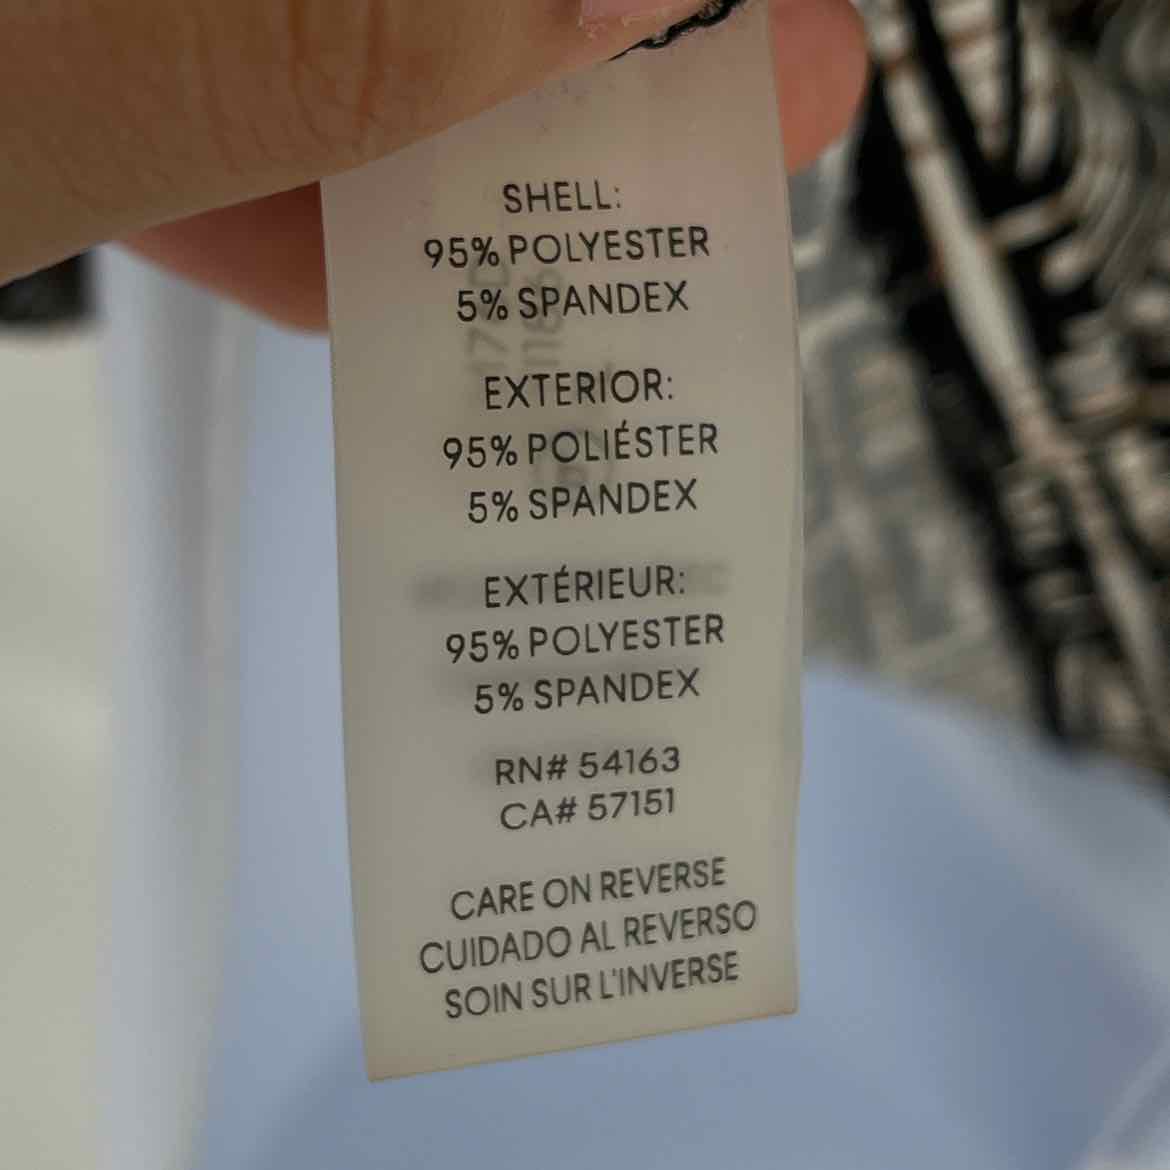 SHELL:
95% POLYESTER
5% SPANDEX
EXTERIOR:
95% POLIÉSTER
5% SPANDEX
EXTÉRIEUR:
95% POLYESTER
5% SPANDEX
RN# 54163
CA# 57151
CARE ON REVERSE
CUIDADO AL REVERSO
SOIN SUR L'INVERSE